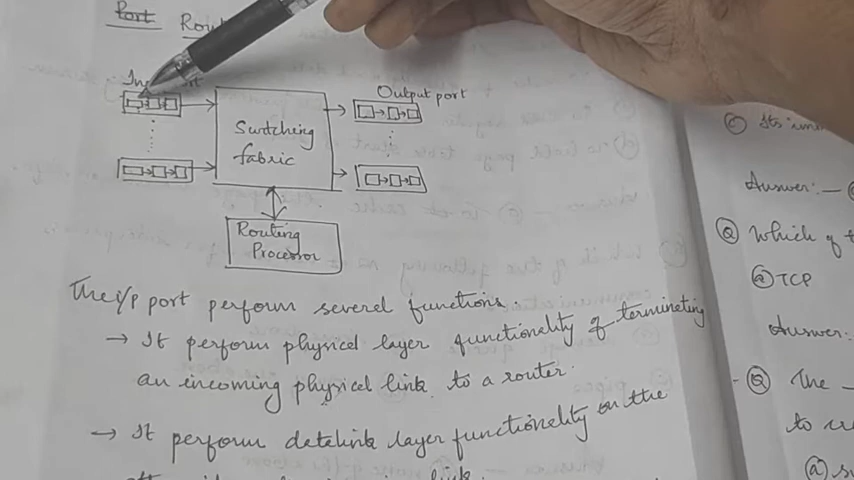 Port
Output port
Switching
fabric
Routing
Processor
The i/p port perform several functions.
→ It perform physical layer functionality of terminating
an incoming physical link to a router.
→ It perform datalink layer functionality on the
link.
Answer:-
Q Which of
a TCP
Answer:
Q The
a